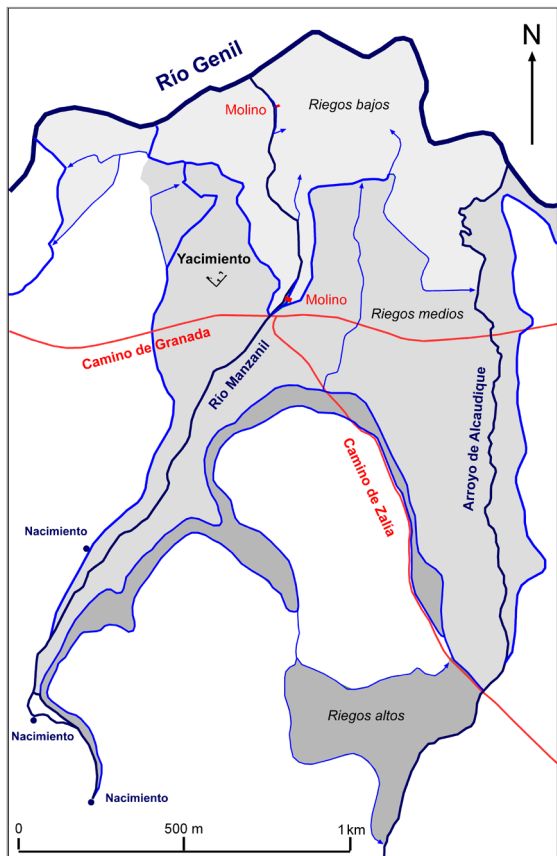 Río Genil
N
Molino
Riegos bajos
Yacimiento
Molino
Riegos medios
Camino de Granada
Río Manzanil
Arroyo de Alcaudique
Camino de Zalía
Nacimiento
Riegos altos
Nacimiento
Nacimiento
0
500 m
1 km